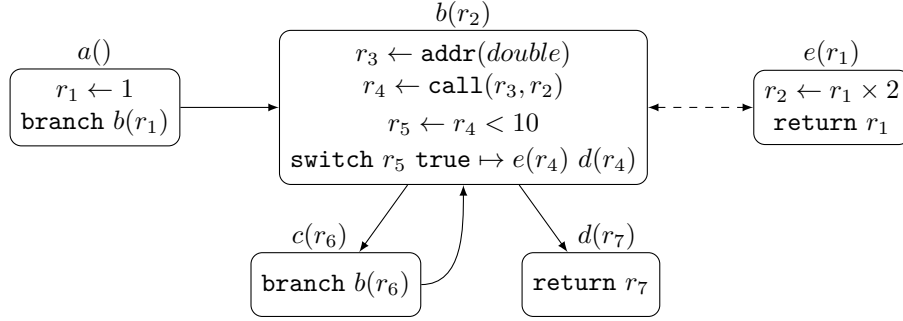 a()
r₁ ← 1
branch b(r₁)
b(r₂)
r₃ ← addr(double)
r₄ ← call(r₃, r₂)
r₅ ← r₄ < 10
switch r₅ true ↦ e(r₄) d(r₄)
e(r₁)
r₂ ← r₁ × 2
return r₁
c(r₆)
branch b(r₆)
d(r₇)
return r₇